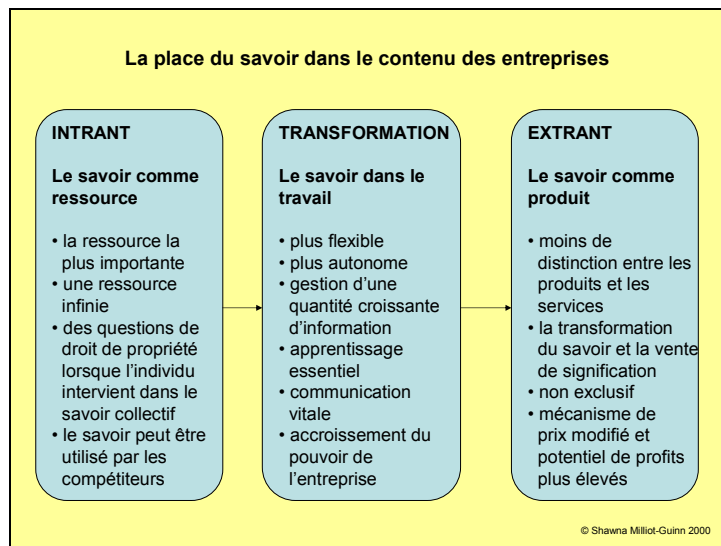 La place du savoir dans le contenu des entreprises
INTRANT
Le savoir comme
ressource
• la ressource la
plus importante
• une ressource
infinie
• des questions de
droit de propriété
lorsque l'individu
intervient dans le
savoir collectif
• le savoir peut être
utilisé par les
compétiteurs
TRANSFORMATION
Le savoir dans le
travail
• plus flexible
• plus autonome
• gestion d'une
quantité croissante
d'information
• apprentissage
essentiel
• communication
vitale
• accroissement du
pouvoir de
l'entreprise
EXTRANT
Le savoir comme
produit
• moins de
distinction entre les
produits et les
services
• la transformation
du savoir et la vente
de signification
• non exclusif
• mécanisme de
prix modifié et
potentiel de profits
plus élevés
© Shawna Milliot-Guinn 2000